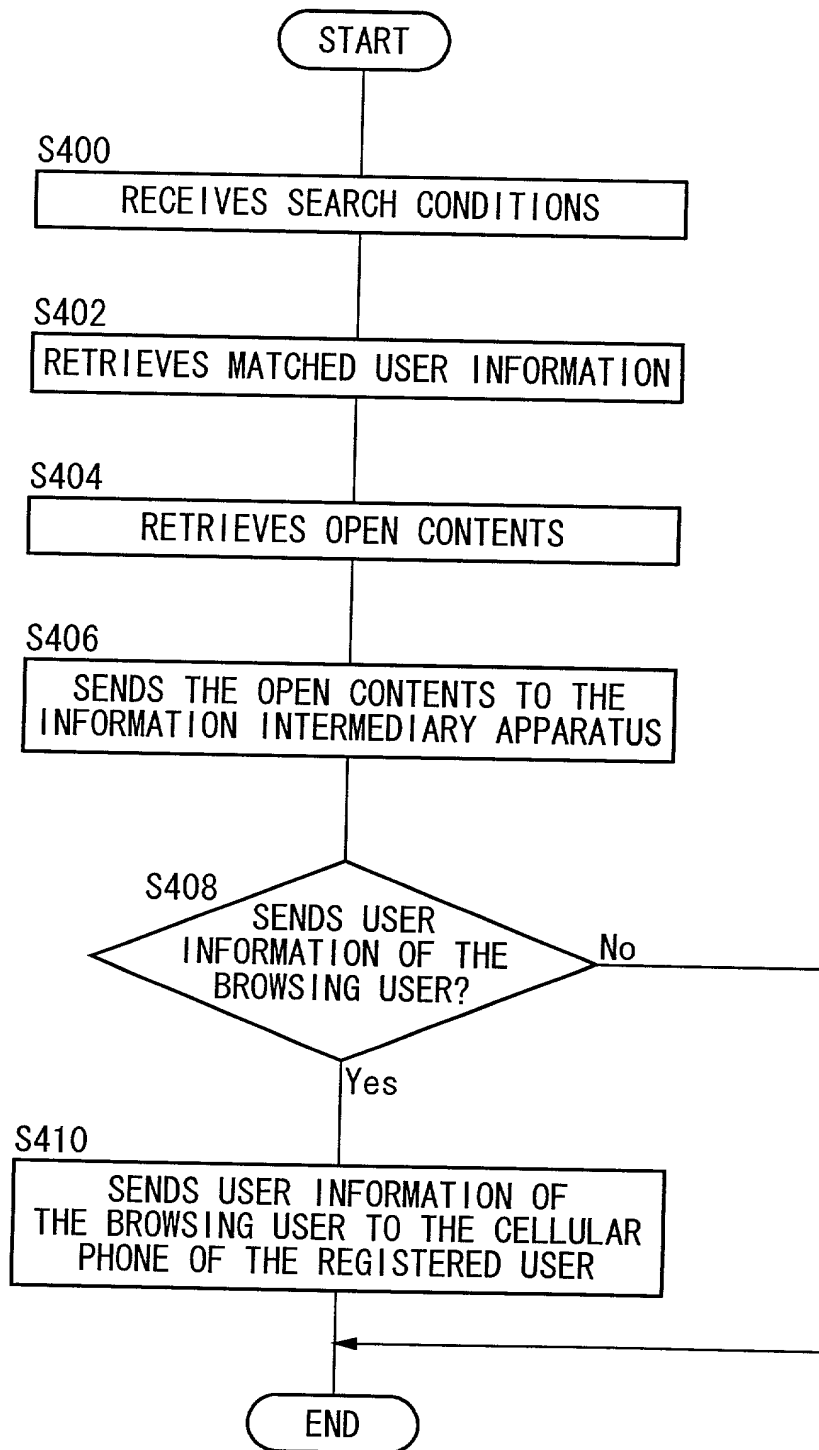 START
S400
RECEIVES SEARCH CONDITIONS
S402
RETRIEVES MATCHED USER INFORMATION
S404
RETRIEVES OPEN CONTENTS
S406
SENDS THE OPEN CONTENTS TO THE
INFORMATION INTERMEDIARY APPARATUS
S408
SENDS USER
INFORMATION OF THE
BROWSING USER?
No
Yes
S410
SENDS USER INFORMATION OF
THE BROWSING USER TO THE CELLULAR
PHONE OF THE REGISTERED USER
END